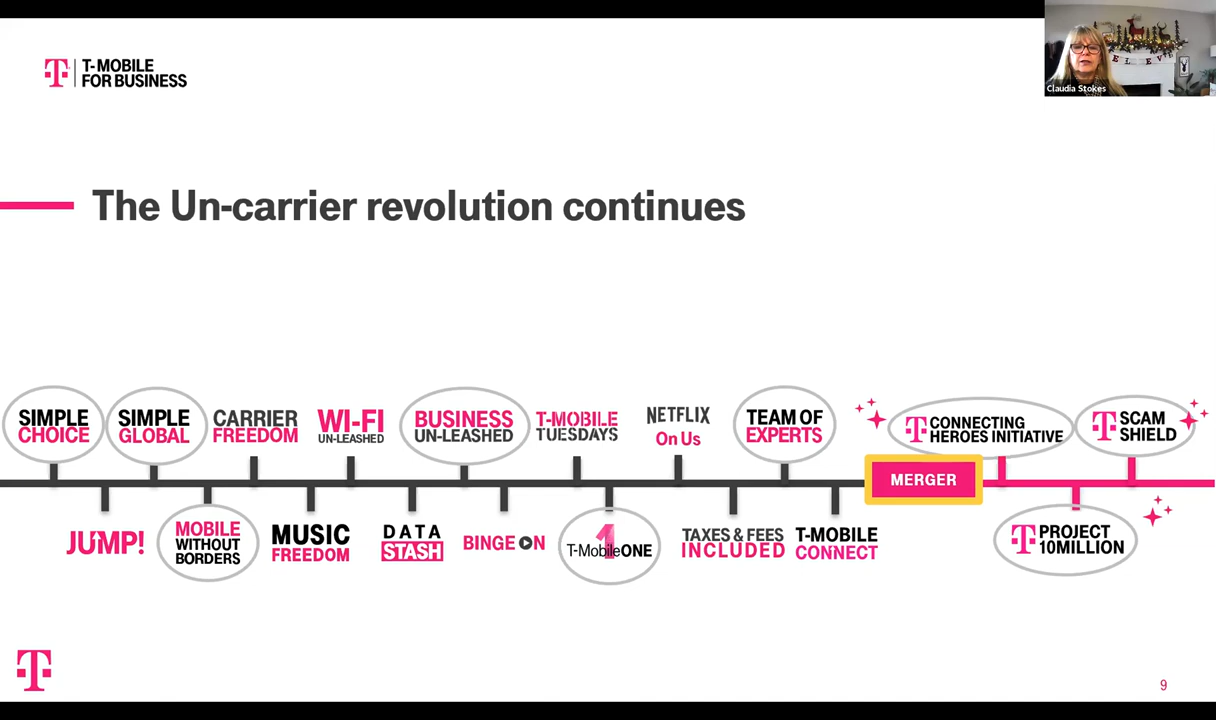 T-MOBILE
FOR BUSINESS
Claudia Stokes
The Un-carrier revolution continues
SIMPLE
CHOICE
SIMPLE
GLOBAL
CARRIER
FREEDOM
WI-FI
UN-LEASHED
BUSINESS
UN-LEASHED
T-MOBILE
TUESDAYS
NETFLIX
On Us
TEAM OF
EXPERTS
T CONNECTING
HEROES INITIATIVE
T SCAM
SHIELD
MERGER
JUMP!
MOBILE
WITHOUT
BORDERS
MUSIC
FREEDOM
DATA
STASH
BINGE ON
1
T-MobileONE
TAXES & FEES
INCLUDED
T-MOBILE
CONNECT
T PROJECT
10MILLION
T
9